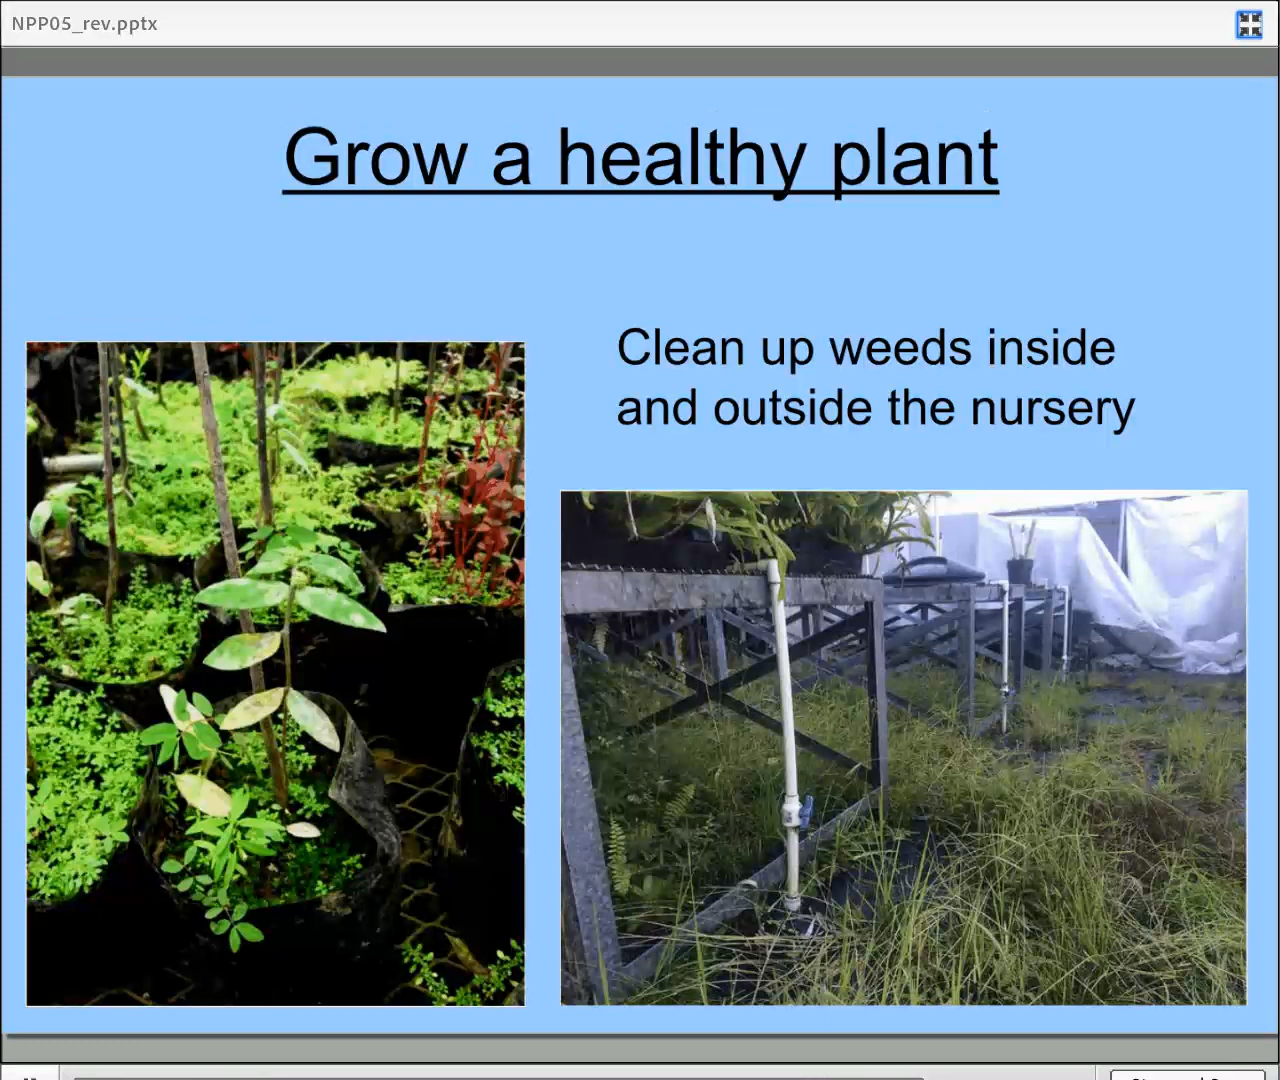 NPP05_rev.pptx
Grow a healthy plant
Clean up weeds inside
and outside the nursery